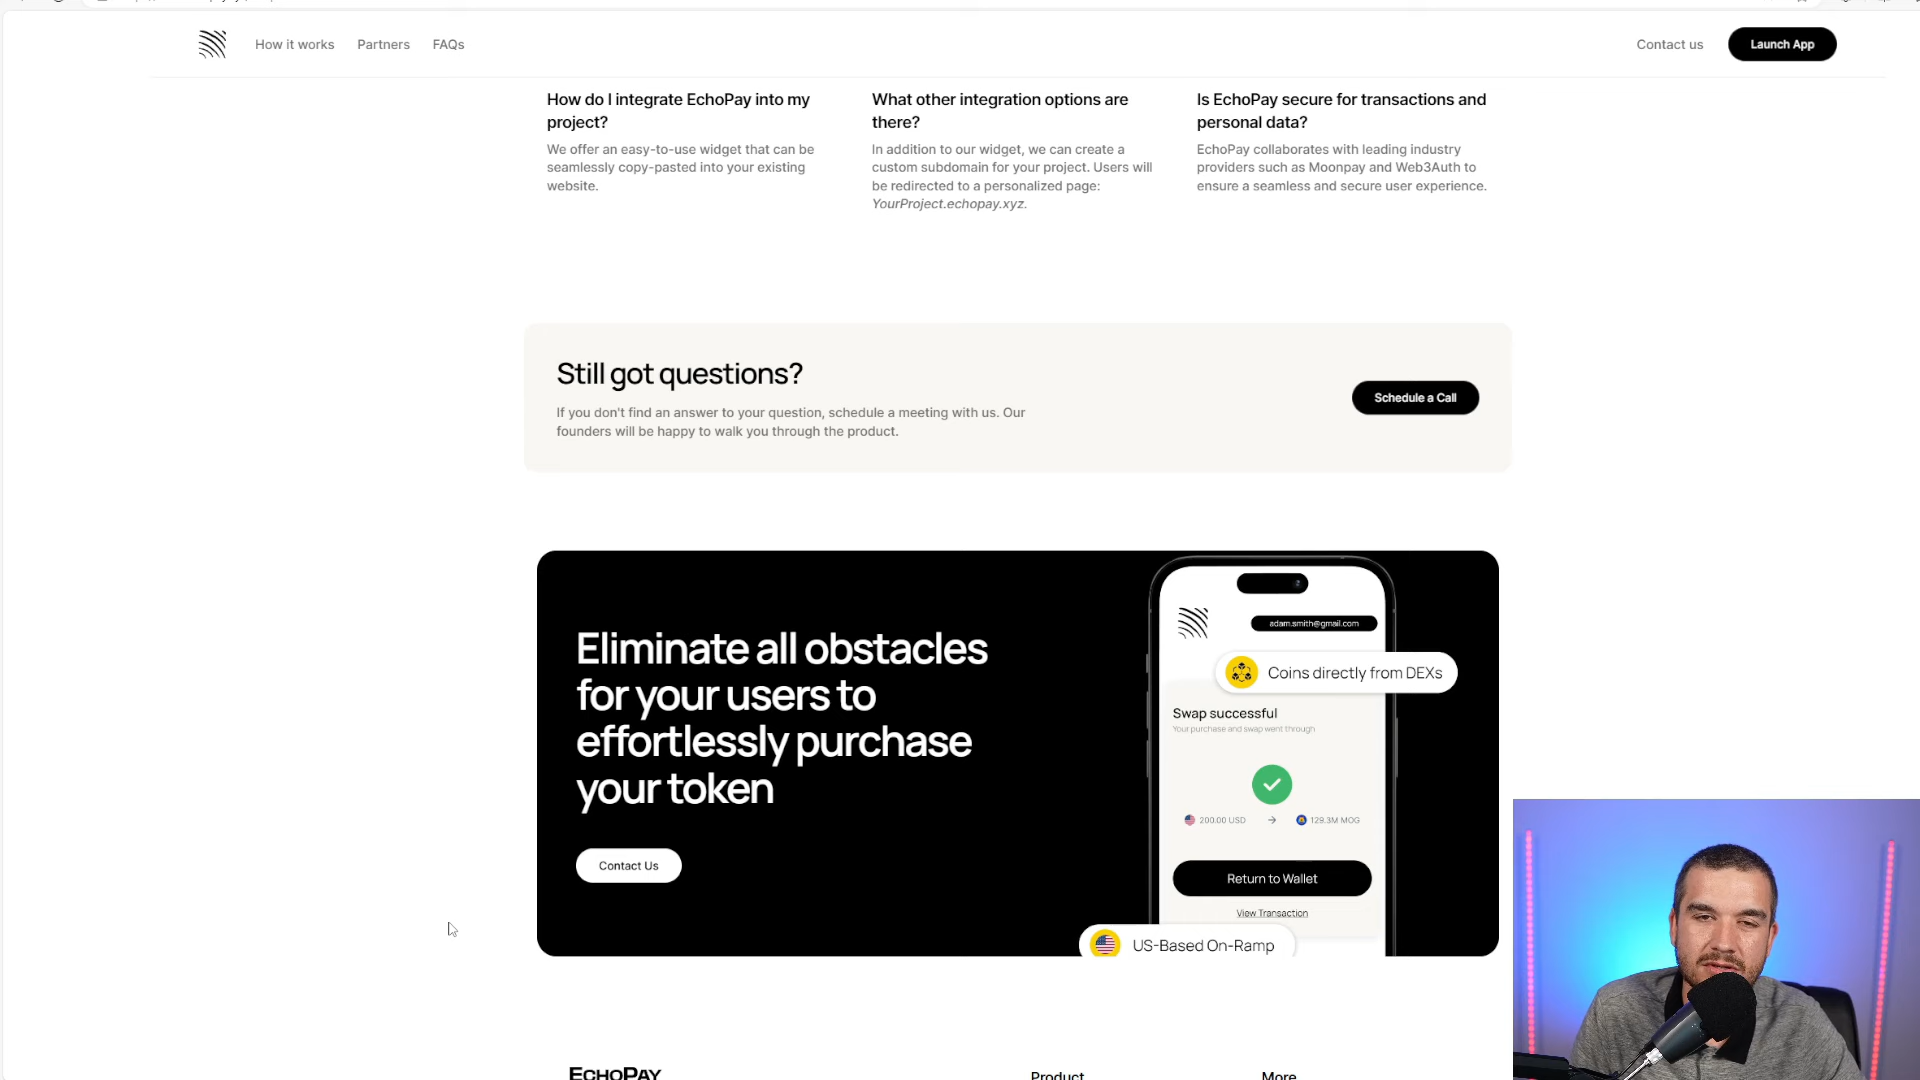 How it works
Partners
FAQs
Contact us
Launch App
How do I integrate EchoPay into my
project?
We offer an easy-to-use widget that can be
seamlessly copy-pasted into your existing
website.
What other integration options are
there?
In addition to our widget, we can create a
custom subdomain for your project. Users will
be redirected to a personalized page:
YourProject.echopay.xyz.
Is EchoPay secure for transactions and
personal data?
EchoPay collaborates with leading industry
providers such as Moonpay and Web3Auth to
ensure a seamless and secure user experience.
Still got questions?
If you don't find an answer to your question, schedule a meeting with us. Our
founders will be happy to walk you through the product.
Schedule a Call
Eliminate all obstacles
for your users to
effortlessly purchase
your token
Contact Us
adam.smith@gmail.com
Coins directly from DEXs
Swap successful
Your purchase and swap went through
200.00 USD → 129.3M MOG
Return to Wallet
View Transaction
US-Based On-Ramp
ECHOPAY
Product
More